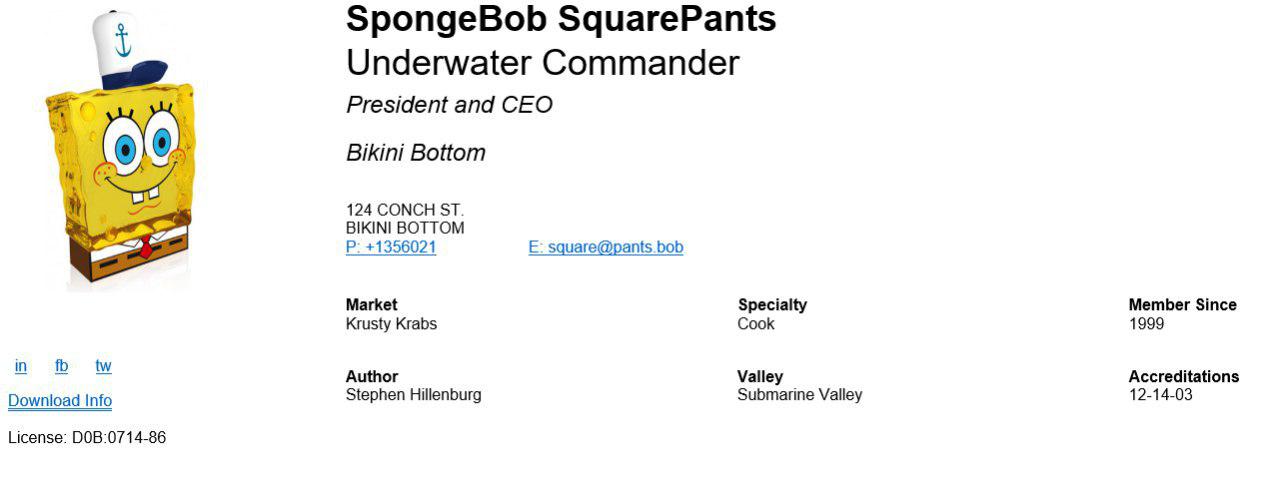 SpongeBob SquarePants
Underwater Commander
President and CEO
Bikini Bottom
124 CONCH ST.
BIKINI BOTTOM
P: +1356021 E: square@pants.bob
Market Specialty Member Since
Krusty Krabs Cook 1999
in fb tw
Author Valley Accreditations
Stephen Hillenburg Submarine Valley 12-14-03
Download Info
License: D0B:0714-86